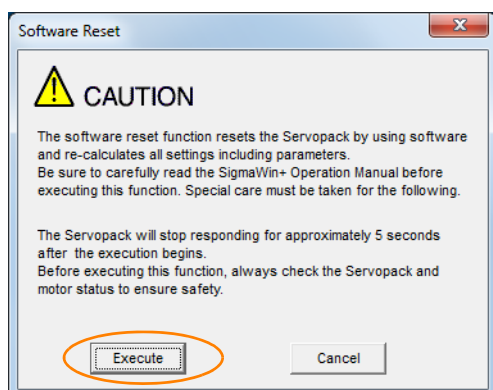 Software Reset
CAUTION
The software reset function resets the Servopack by using software
and re-calculates all settings including parameters.
Be sure to carefully read the SigmaWin+ Operation Manual before
executing this function. Special care must be taken for the following.
The Servopack will stop responding for approximately 5 seconds
after the execution begins.
Before executing this function, always check the Servopack and
motor status to ensure safety.
Execute
Cancel